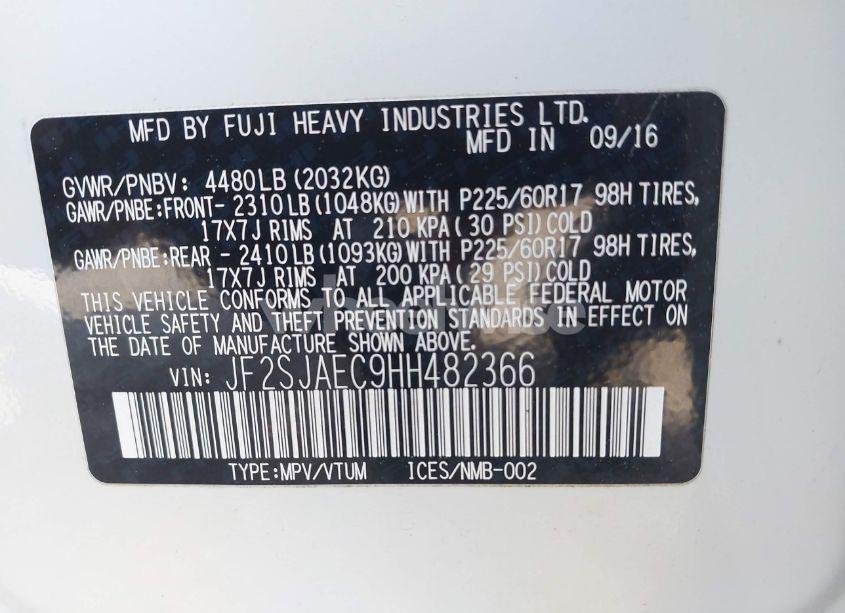 MFD BY FUJI HEAVY INDUSTRIES LTD.
MFD IN 09/16
GVWR/PNBV: 4480LB (2032KG)
GAWR/PNBE:FRONT- 2310LB (1048KG) WITH P225/60R17 98H TIRES,
17X7J RIMS AT 210 KPA (30 PSI) COLD
GAWR/PNBE:REAR - 2410LB (1093KG) WITH P225/60R17 98H TIRES,
17X7J RIMS AT 200 KPA (29 PSI) COLD
THIS VEHICLE CONFORMS TO ALL APPLICABLE FEDERAL MOTOR
VEHICLE SAFETY AND THEFT PREVENTION STANDARDS IN EFFECT ON
THE DATE OF MANUFACTURE SHOWN ABOVE.
VIN: JF2SJAEC9HH482366
TYPE:MPV/VTUM ICES/NMB-002